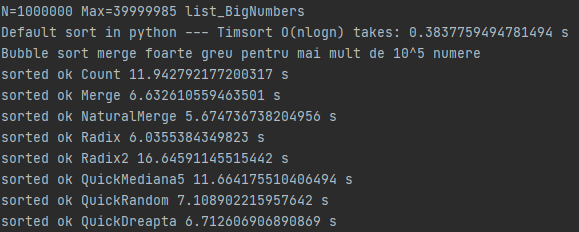 N=1000000 Max=39999985 list_BigNumbers
Default sort in python --- Timsort O(nlogn) takes: 0.3837759494781494 s
Bubble sort merge foarte greu pentru mai mult de 10^5 numere
sorted ok Count 11.942792177200317 s
sorted ok Merge 6.632610559463501 s
sorted ok NaturalMerge 5.674736738204956 s
sorted ok Radix 6.0355384349823 s
sorted ok Radix2 16.64591145515442 s
sorted ok QuickMediana5 11.664175510406494 s
sorted ok QuickRandom 7.108902215957642 s
sorted ok QuickDreapta 6.712606906890869 s